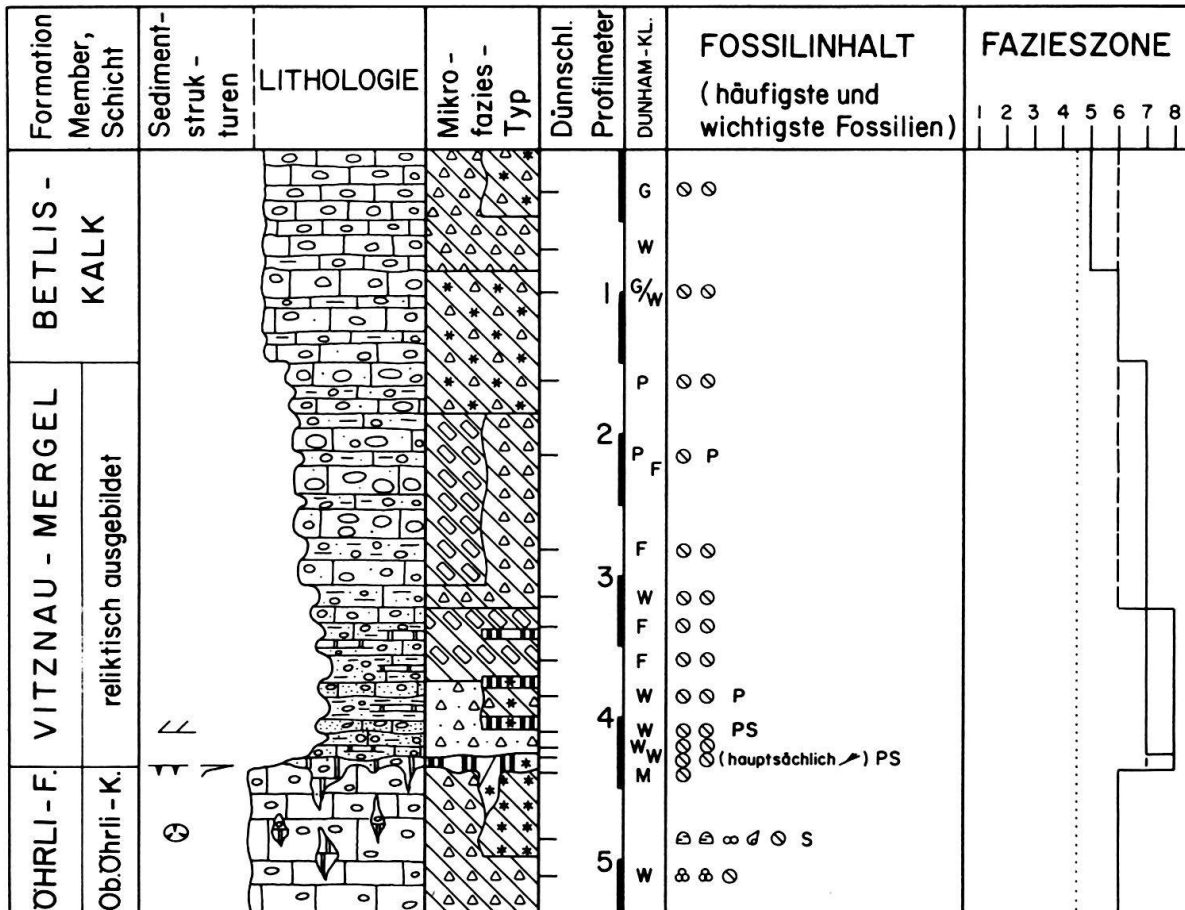 Formation
Member,
Schicht
Sediment-
struk-
turen
LITHOLOGIE
Mikro-
fazies-
Typ
Dünnschl.
Profilmeter
DUNHAM-KL.
FOSSILINHALT
(häufigste und
wichtigste Fossilien)
FAZIESZONE
1 2 3 4 5 6 7 8
BETLIS-
KALK
VITZNAU-MERGEL
reliktisch ausgebildet
ÖHRLI-F.
Ob.Öhrli-K.
G
W
1
G/W
P
2
P
F
P
F
3
W
F
F
W P
4
W PS
W
W (hauptsächlich ) PS
M
S
5
W